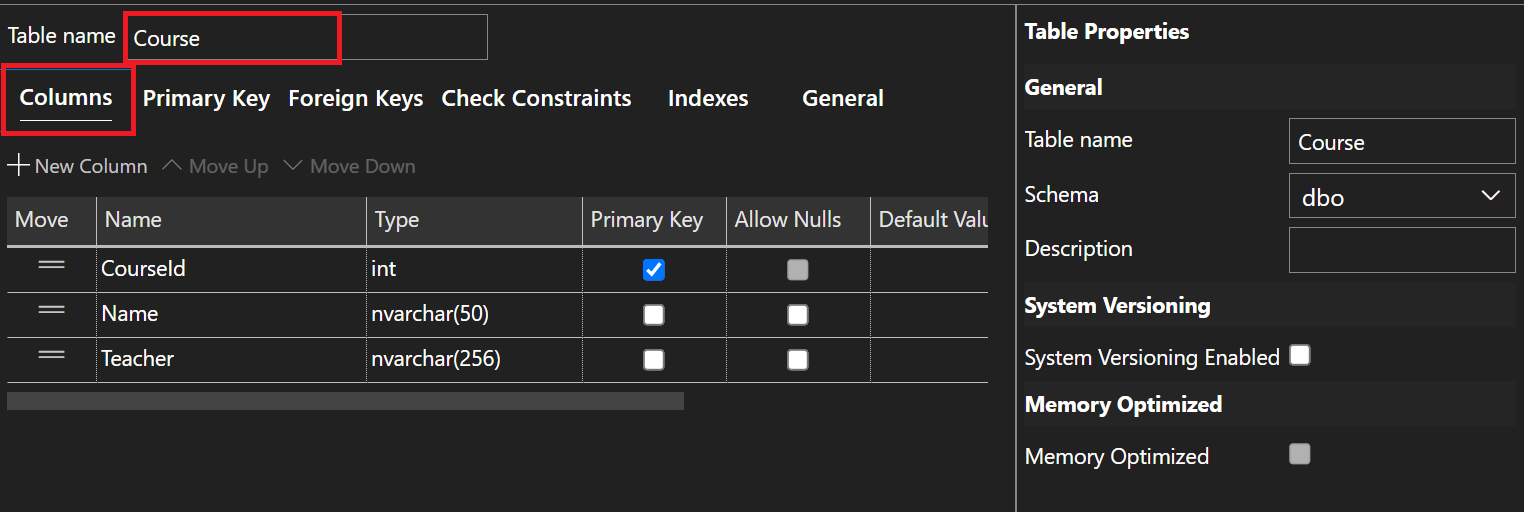 Table name Course
Columns Primary Key Foreign Keys Check Constraints Indexes General
New Column Move Up Move Down
Move Name Type Primary Key Allow Nulls Default Valu
CourseId int
Name nvarchar(50)
Teacher nvarchar(256)
Table Properties
General
Table name Course
Schema dbo
Description
System Versioning
System Versioning Enabled
Memory Optimized
Memory Optimized